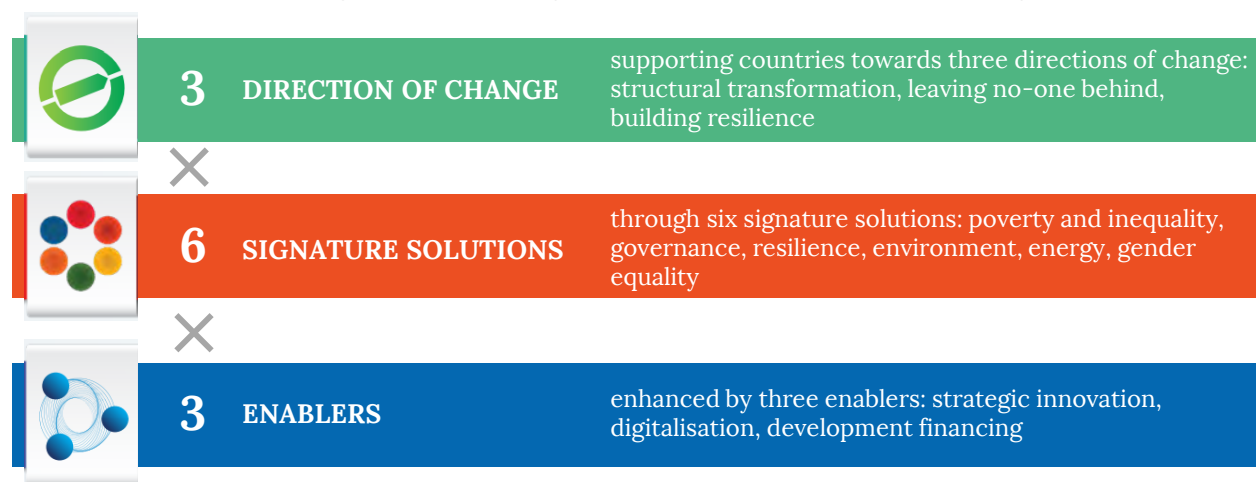 3 DIRECTION OF CHANGE
supporting countries towards three directions of change:
structural transformation, leaving no-one behind,
building resilience
6 SIGNATURE SOLUTIONS
through six signature solutions: poverty and inequality,
governance, resilience, environment, energy, gender
equality
3 ENABLERS
enhanced by three enablers: strategic innovation,
digitalisation, development financing